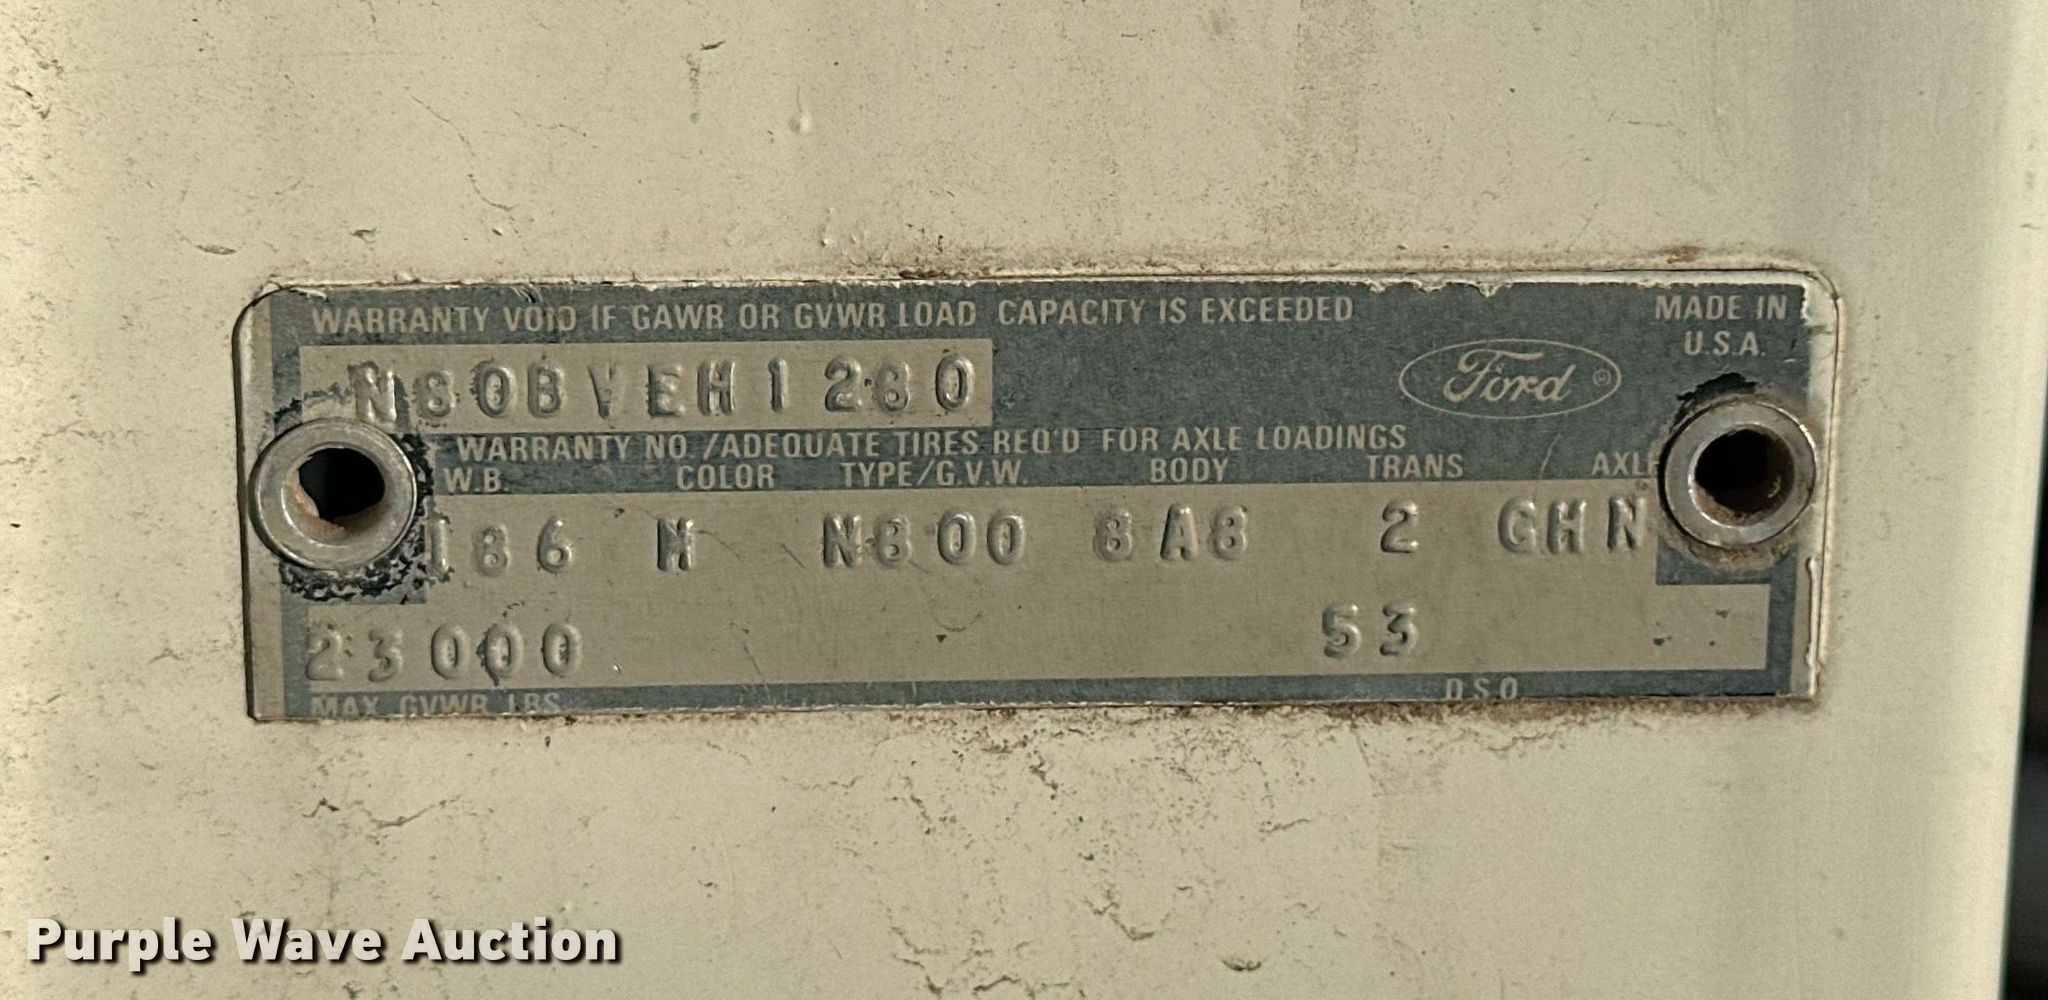 WARRANTY VOID IF GAWR OR GVWR LOAD CAPACITY IS EXCEEDED
MADE IN U.S.A.
N80BVEH1280
Ford
WARRANTY NO./ADEQUATE TIRES REQ'D FOR AXLE LOADINGS
W.B. COLOR TYPE/G.V.W. BODY TRANS AXLE
186 M N800 8A8 2 GHN
23000 53
MAX GVWR LBS D.S.O
Purple Wave Auction